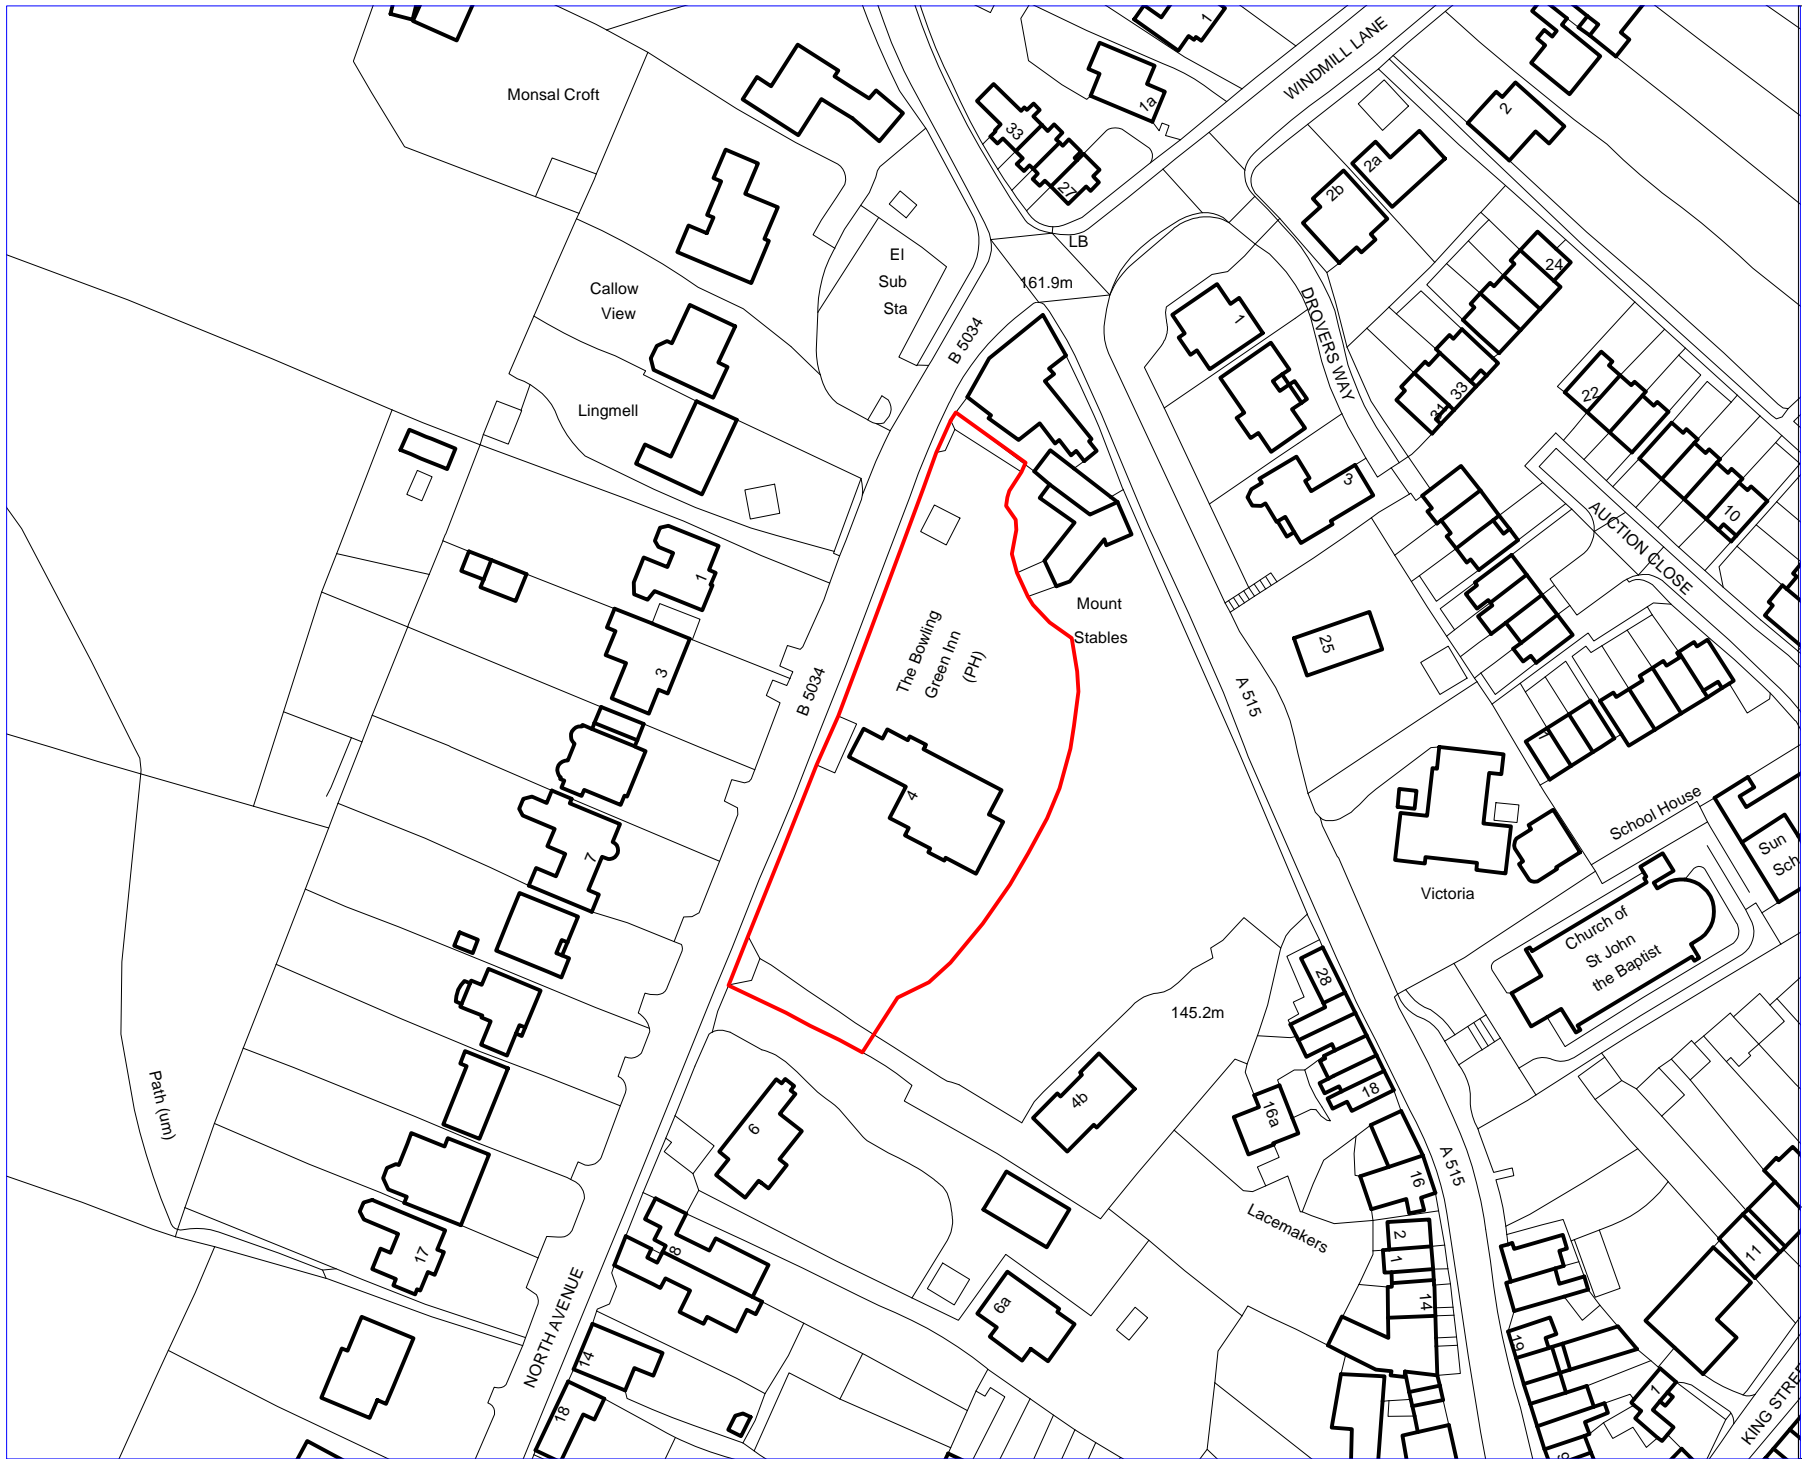 Monsal Croft
WINDMILL LANE
1
1a
33
27
2
2a
2b
LB
161.9m
El
Sub
Sta
Callow
View
B 5034
1
DROVERS WAY
24
Lingmell
31
33
22
3
10
AUCTION CLOSE
1
Mount
Stables
The Bowling
Green Inn
(PH)
25
3
B 5034
A 515
4
School House
7
Sun
Sch
Victoria
Church of
St John
the Baptist
28
145.2m
Path (um)
4b
18
16a
6
16
A 515
Lacemakers
17
8
2
1
11
6a
14
NORTH AVENUE
19
14
18
1
KING STREE